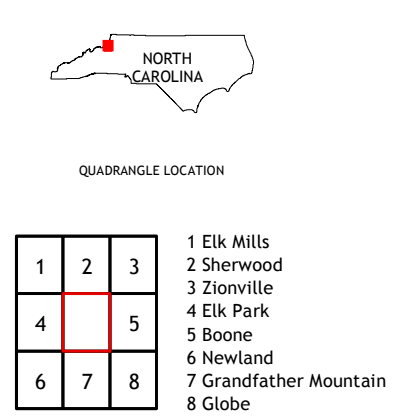 NORTH
CAROLINA
QUADRANGLE LOCATION
1 2 3
4 5
6 7 8
1 Elk Mills
2 Sherwood
3 Zionville
4 Elk Park
5 Boone
6 Newland
7 Grandfather Mountain
8 Globe